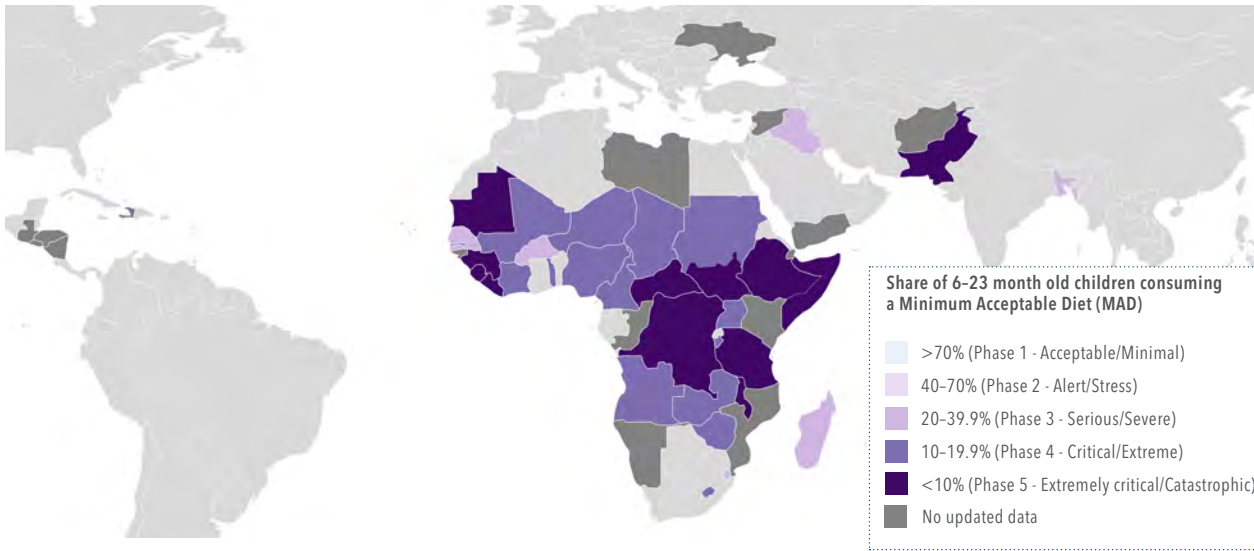 Share of 6–23 month old children consuming
a Minimum Acceptable Diet (MAD)
>70% (Phase 1 - Acceptable/Minimal)
40–70% (Phase 2 - Alert/Stress)
20–39.9% (Phase 3 - Serious/Severe)
10–19.9% (Phase 4 - Critical/Extreme)
<10% (Phase 5 - Extremely critical/Catastrophic)
No updated data